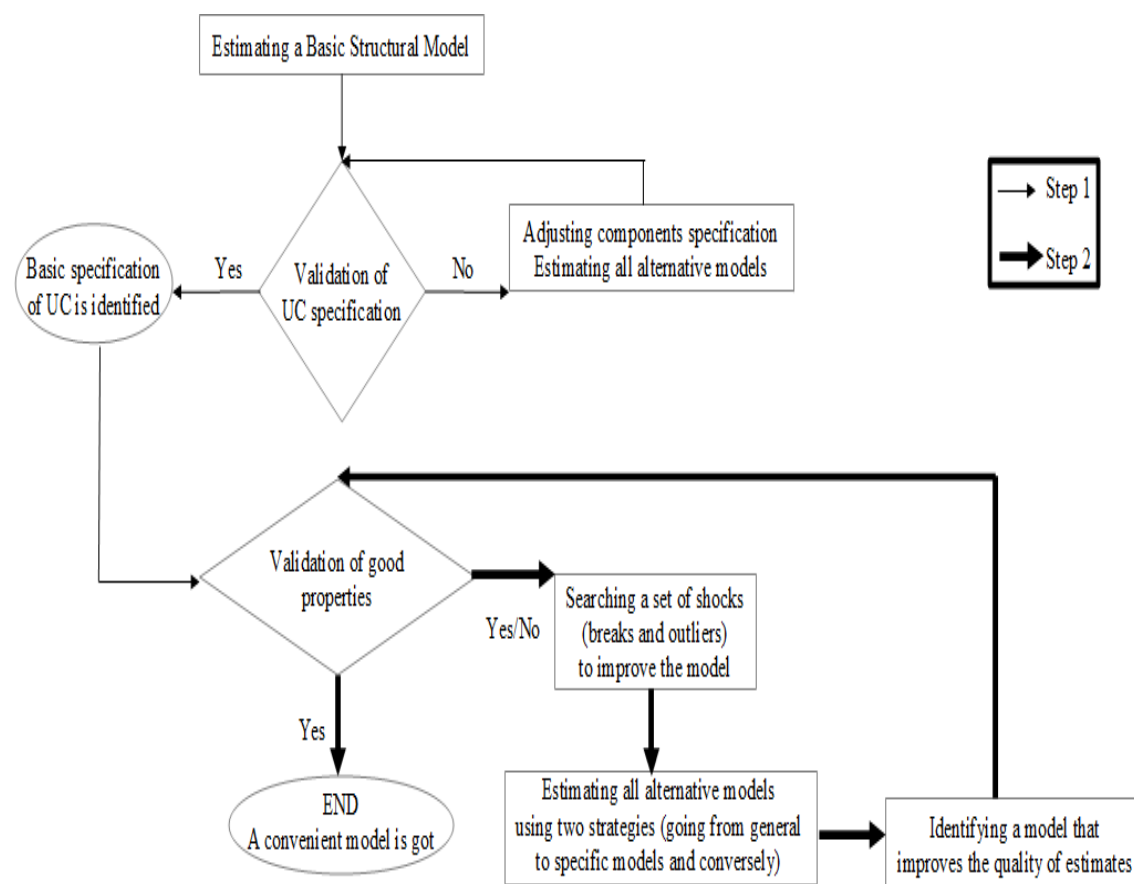 Estimating a Basic Structural Model
Step 1
Step 2
Adjusting components specification
Estimating all alternative models
Basic specification
of UC is identified
Yes
Validation of
UC specification
No
Validation of good
properties
Yes/No
Searching a set of shocks
(breaks and outliers)
to improve the model
Yes
END
A convenient model is got
Estimating all alternative models
using two strategies (going from general
to specific models and conversely)
Identifying a model that
improves the quality of estimates